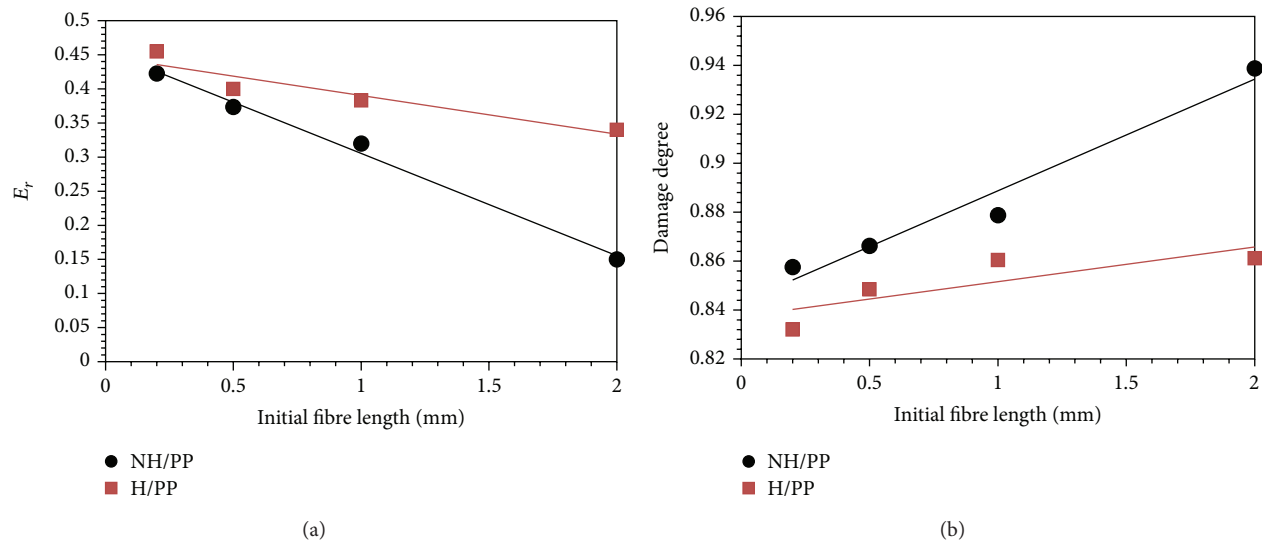 0.5
0.45
0.4
0.35
0.3
0.25
0.2
0.15
0.1
0.05
0
E_r
0 0.5 1 1.5 2
Initial fibre length (mm)
NH/PP
H/PP
(a)
0.96
0.94
0.92
0.9
0.88
0.86
0.84
0.82
Damage degree
0 0.5 1 1.5 2
Initial fibre length (mm)
NH/PP
H/PP
(b)